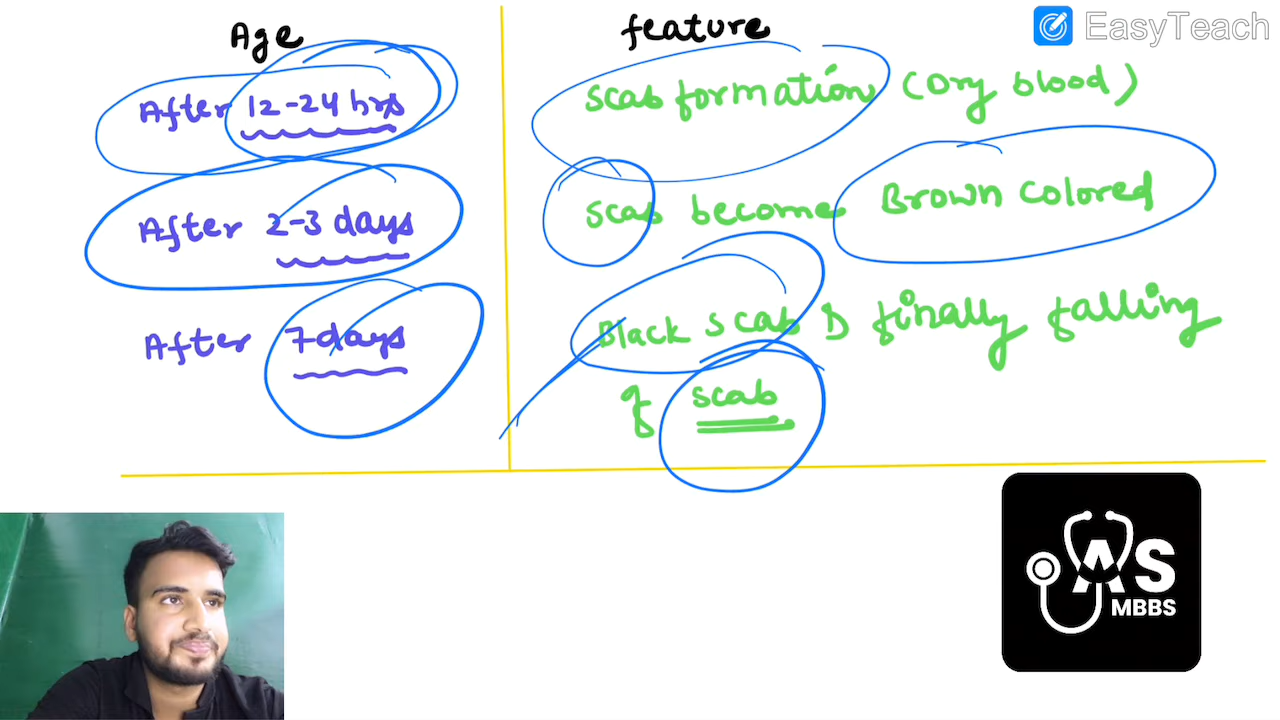 Age feature
EasyTeach
After 12-24 hrs scab formation (Dry blood)
After 2-3 days scab become Brown colored
After 7 days Black scab & finally falling
of scab
AS
MBBS